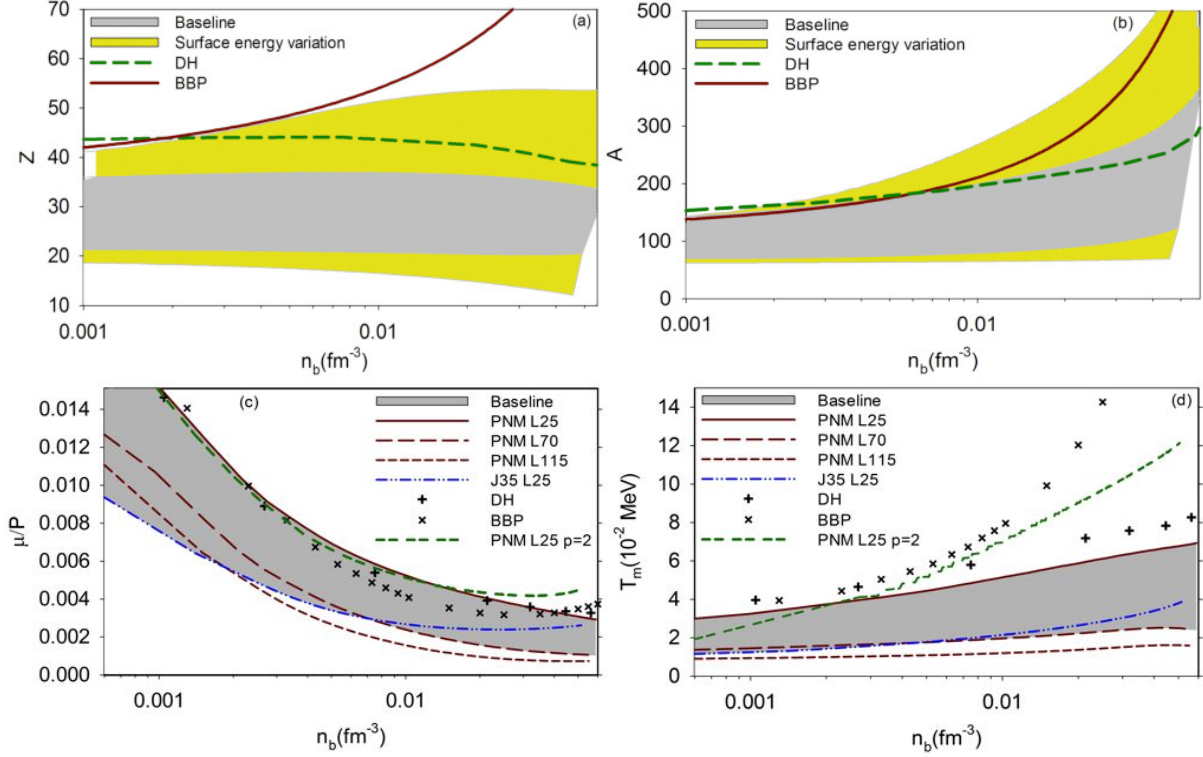 70
60
50
40
30
20
10
Z
0.001
0.01
n_b(fm^-3)
Baseline
Surface energy variation
DH
BBP
(a)
500
400
300
200
100
0
A
0.001
0.01
n_b(fm^-3)
Baseline
Surface energy variation
DH
BBP
(b)
0.014
0.012
0.010
0.008
0.006
0.004
0.002
0.000
μ/P
0.001
0.01
n_b(fm^-3)
(c)
Baseline
PNM L25
PNM L70
PNM L115
J35 L25
DH
BBP
PNM L25 p=2
14
12
10
8
6
4
2
0
T_m(10^-2 MeV)
0.001
0.01
n_b(fm^-3)
Baseline
PNM L25
PNM L70
PNM L115
J35 L25
DH
BBP
PNM L25 p=2
(d)